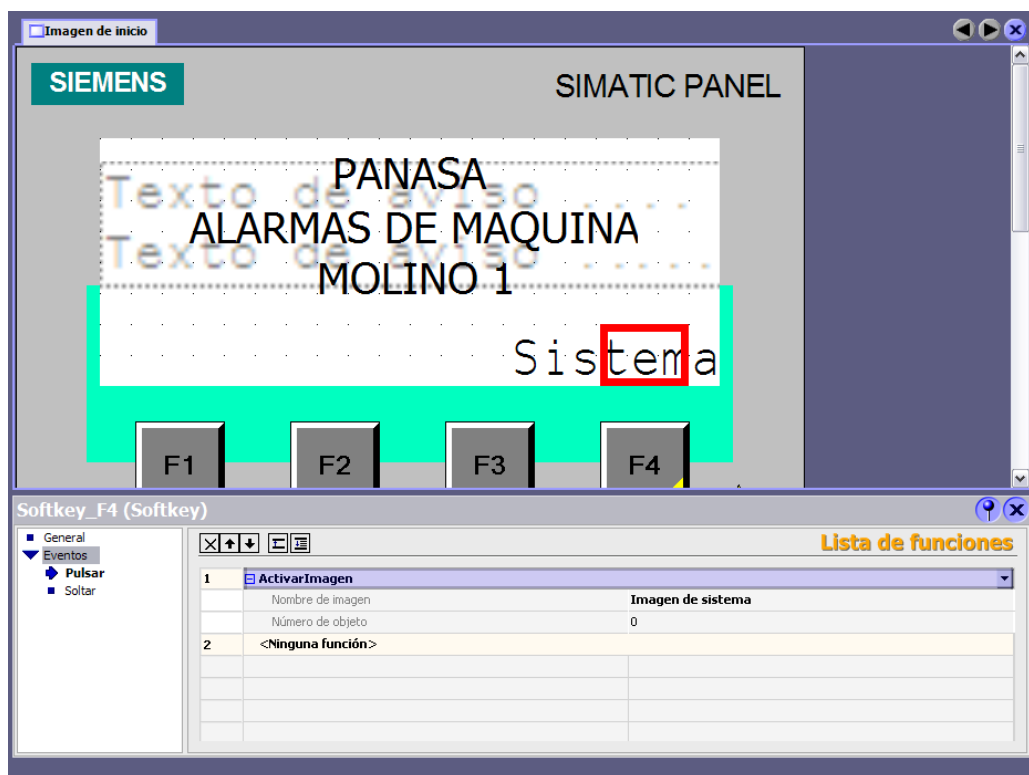 Imagen de inicio
SIEMENS
SIMATIC PANEL
PANASA
Texto de aviso ....
ALARMAS DE MAQUINA
Texto de aviso .....
MOLINO 1
Sistema
F1 F2 F3 F4
Softkey_F4 (Softkey)
General
Eventos
Pulsar
Soltar
Lista de funciones
1 ActivarImagen
Nombre de imagen Imagen de sistema
Número de objeto 0
2 <Ninguna función>